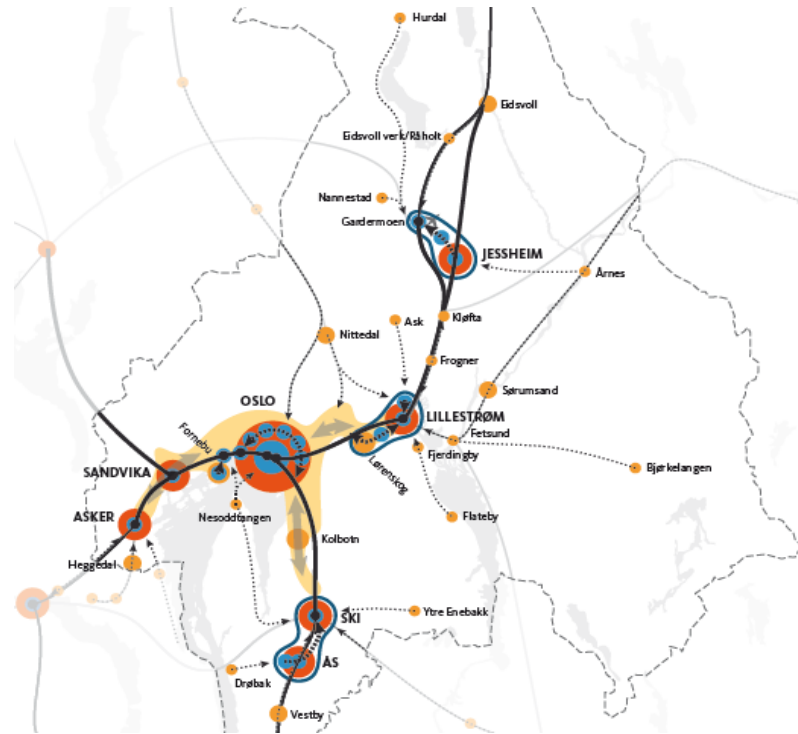 Hurdal
Eidsvoll
Eidsvoll verk/Råholt
Nannestad
Gardermoen
JESSHEIM
Årnes
Kløfta
Ask
Nittedal
Frogner
Sørumsand
OSLO
LILLESTRØM
Fornebu
Fetsund
Fjerdingby
Lørenskog
Bjørkelangen
SANDVIKA
ASKER
Nesoddtangen
Flateby
Kolbotn
Heggedal
Ytre Enebakk
SKI
ÅS
Drøbak
Vestby